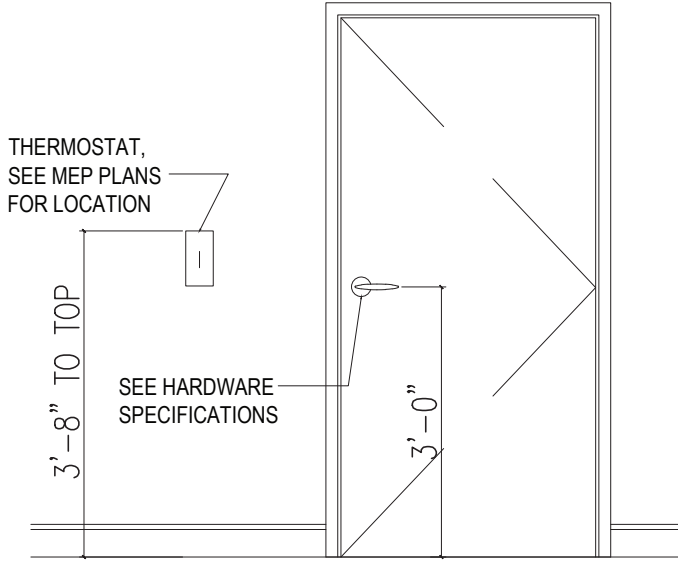 THERMOSTAT,
SEE MEP PLANS
FOR LOCATION
3'-8" TO TOP
SEE HARDWARE
SPECIFICATIONS
3'-0"